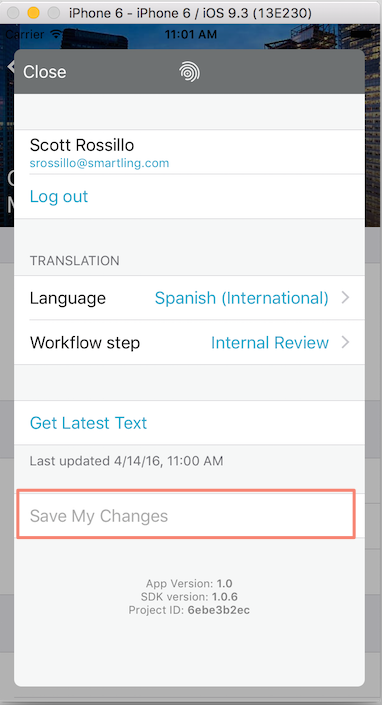 iPhone 6 - iPhone 6 / iOS 9.3 (13E230)
Carrier 11:01 AM
Close
Scott Rossillo
srossillo@smartling.com
Log out
TRANSLATION
Language Spanish (International)
Workflow step Internal Review
Get Latest Text
Last updated 4/14/16, 11:00 AM
Save My Changes
App Version: 1.0
SDK version: 1.0.6
Project ID: 6ebe3b2ec